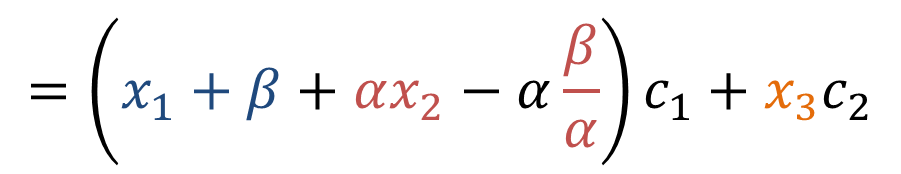 = (x₁ + β + αx₂ − α β/α) c₁ + x₃c₂